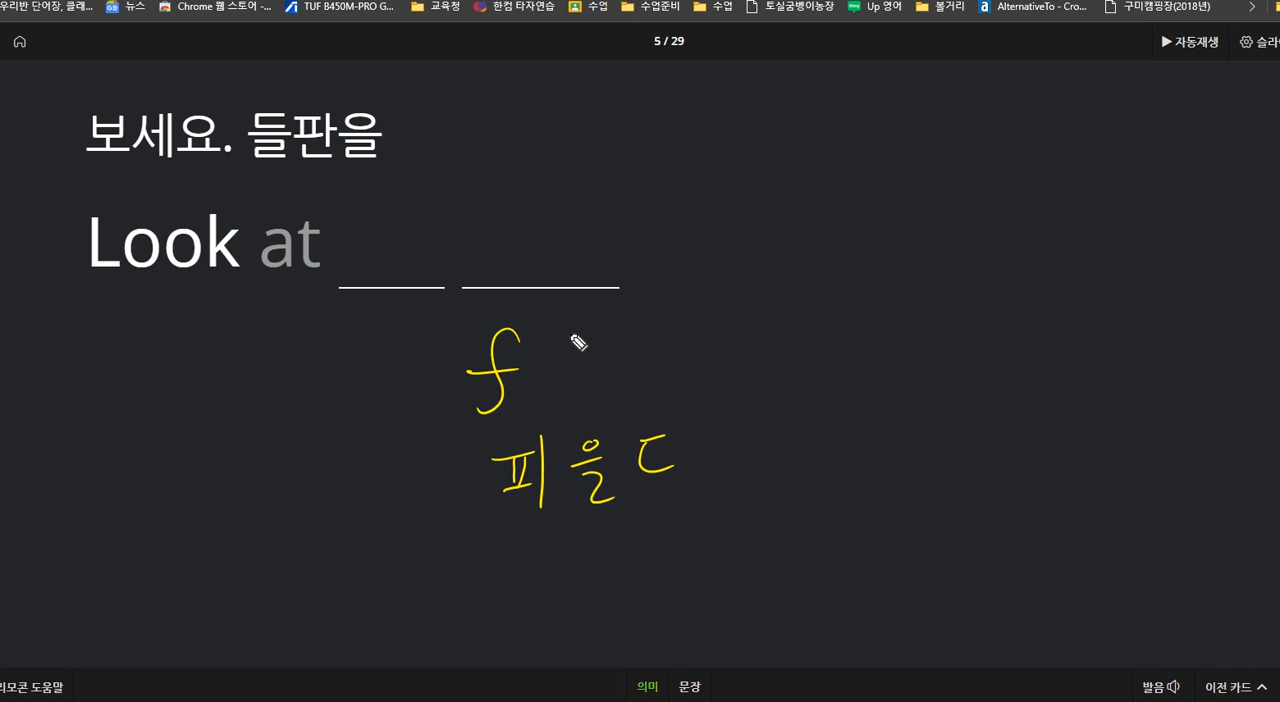 우리반 단어장, 클래... 뉴스 Chrome 웹 스토어 -... TUF B450M-PRO G... 교육청 한컴 타자연습 수업 수업준비 수업 토실굼벵이농장 Up 영어 볼거리 AlternativeTo - Cro... 구미캠핑장(2018년)
5 / 29
자동재생 슬라
보세요. 들판을
Look at
f
피을ㄷ
리모콘 도움말 의미 문장 발음 이전 카드